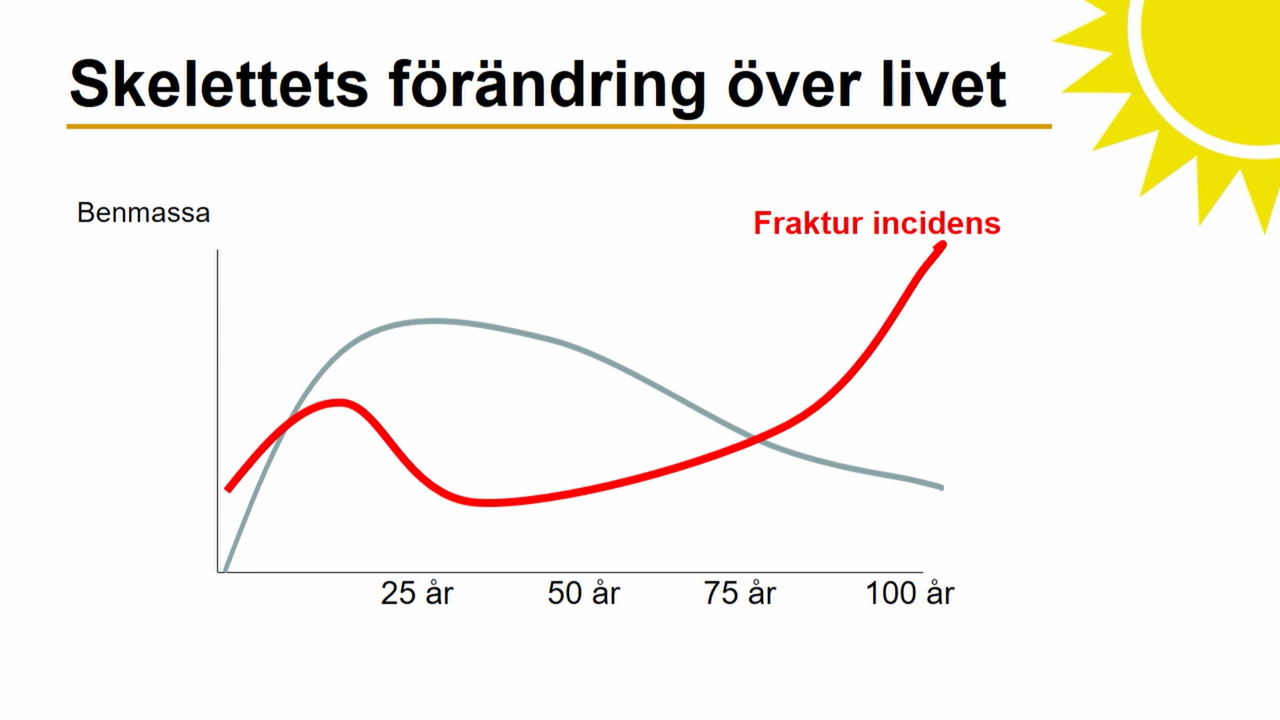 Skelettets förändring över livet
Benmassa
Fraktur incidens
25 år 50 år 75 år 100 år